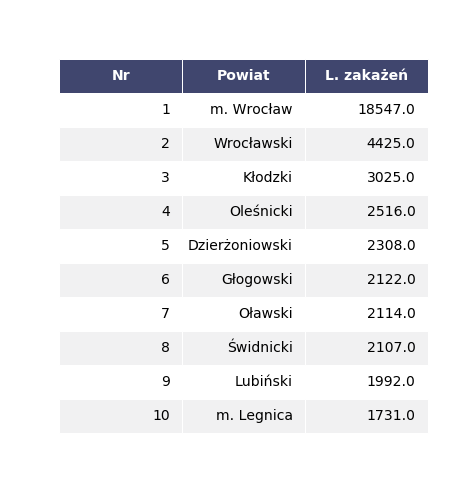 Nr Powiat L. zakażeń
1 m. Wrocław 18547.0
2 Wrocławski 4425.0
3 Kłodzki 3025.0
4 Oleśnicki 2516.0
5 Dzierżoniowski 2308.0
6 Głogowski 2122.0
7 Oławski 2114.0
8 Świdnicki 2107.0
9 Lubiński 1992.0
10 m. Legnica 1731.0